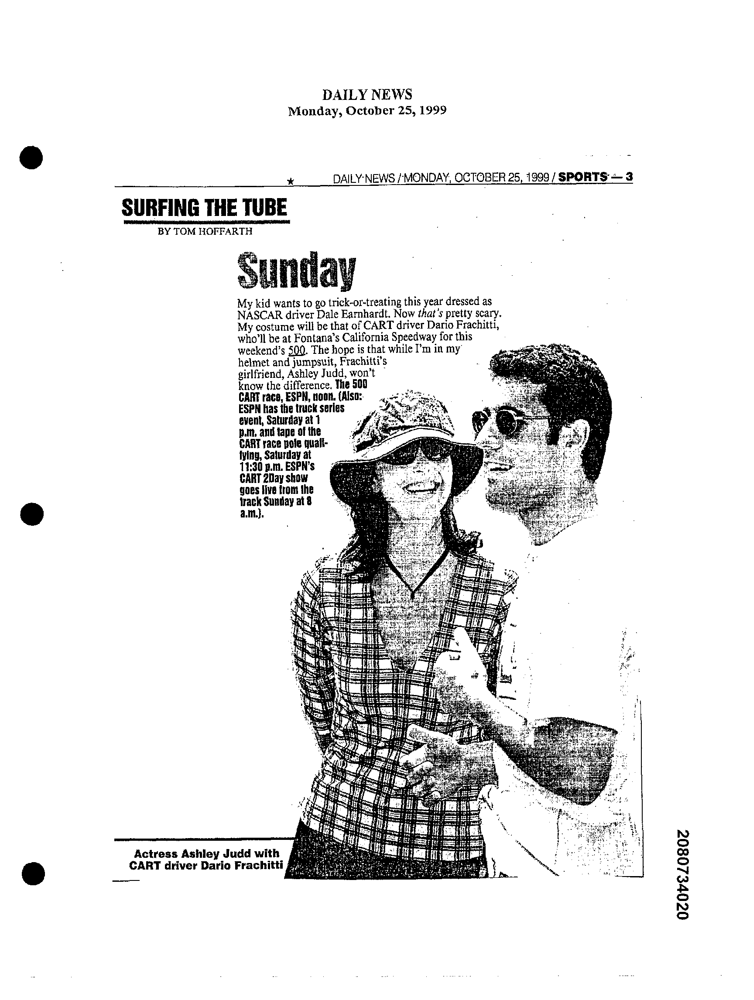 DAILY NEWS
Monday, October 25, 1999
DAILY NEWS / MONDAY, OCTOBER 25, 1999 / SPORTS — 3
SURFING THE TUBE
BY TOM HOFFARTH
Sunday
My kid wants to go trick-or-treating this year dressed as
NASCAR driver Dale Earnhardt. Now that's pretty scary.
My costume will be that of CART driver Dario Frachitti,
who'll be at Fontana's California Speedway for this
weekend's 500. The hope is that while I'm in my
helmet and jumpsuit, Frachitti's
girlfriend, Ashley Judd, won't
know the difference. The 500
CART race, ESPN, noon. (Also:
ESPN has the truck series
event, Saturday at 1
p.m. and tape of the
CART race pole quali-
fying, Saturday at
11:30 p.m. ESPN's
CART 2Day show
goes live from the
track Sunday at 8
a.m.).
Actress Ashley Judd with
CART driver Dario Frachitti
2080734020